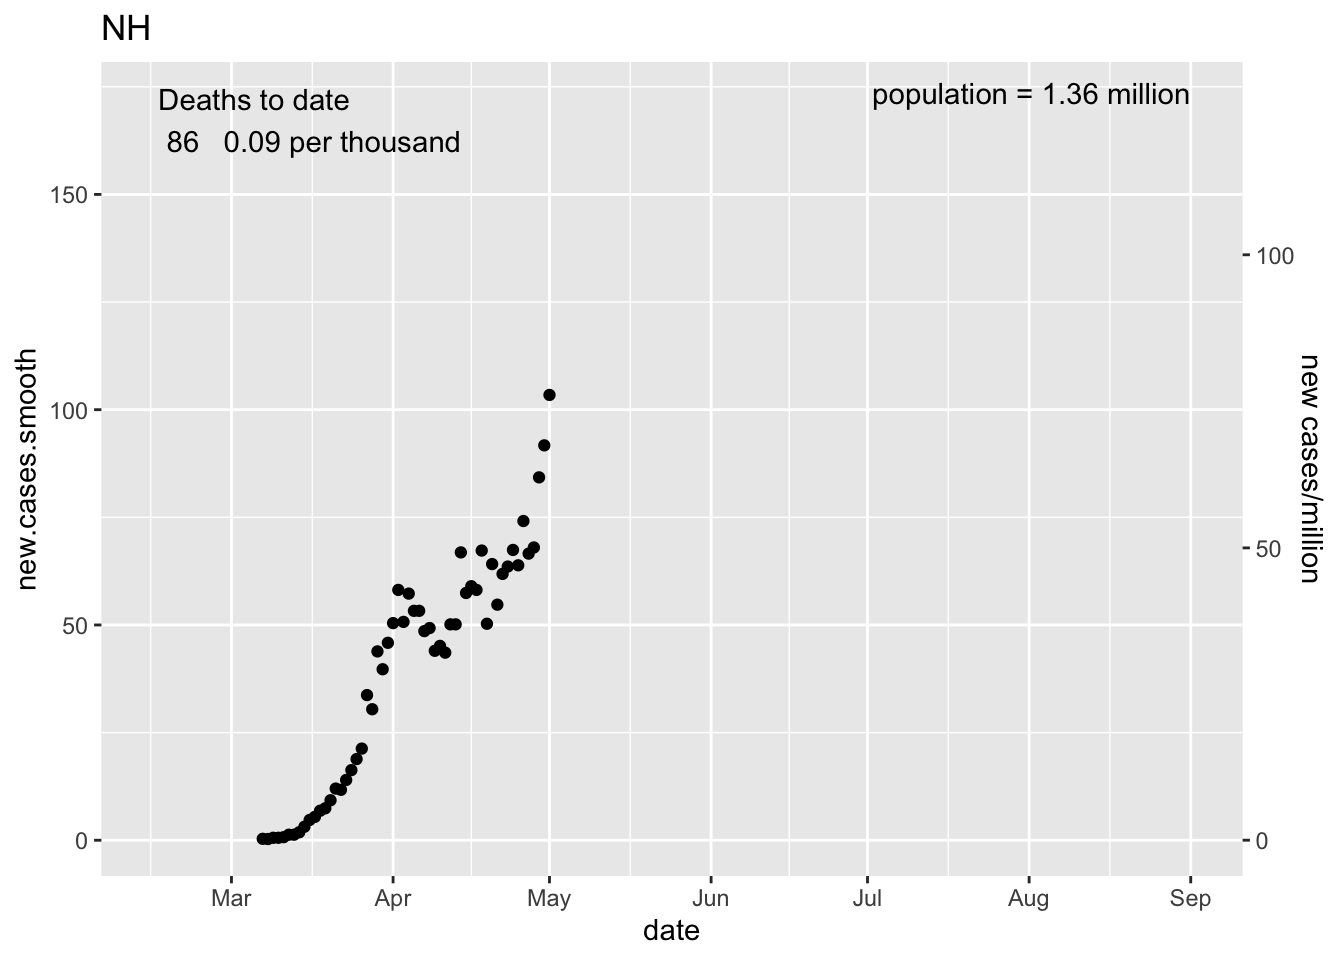 NH
Deaths to date
86 0.09 per thousand
population = 1.36 million
new.cases.smooth
150
100
50
0
100
50
0
new cases/million
Mar Apr May Jun Jul Aug Sep
date